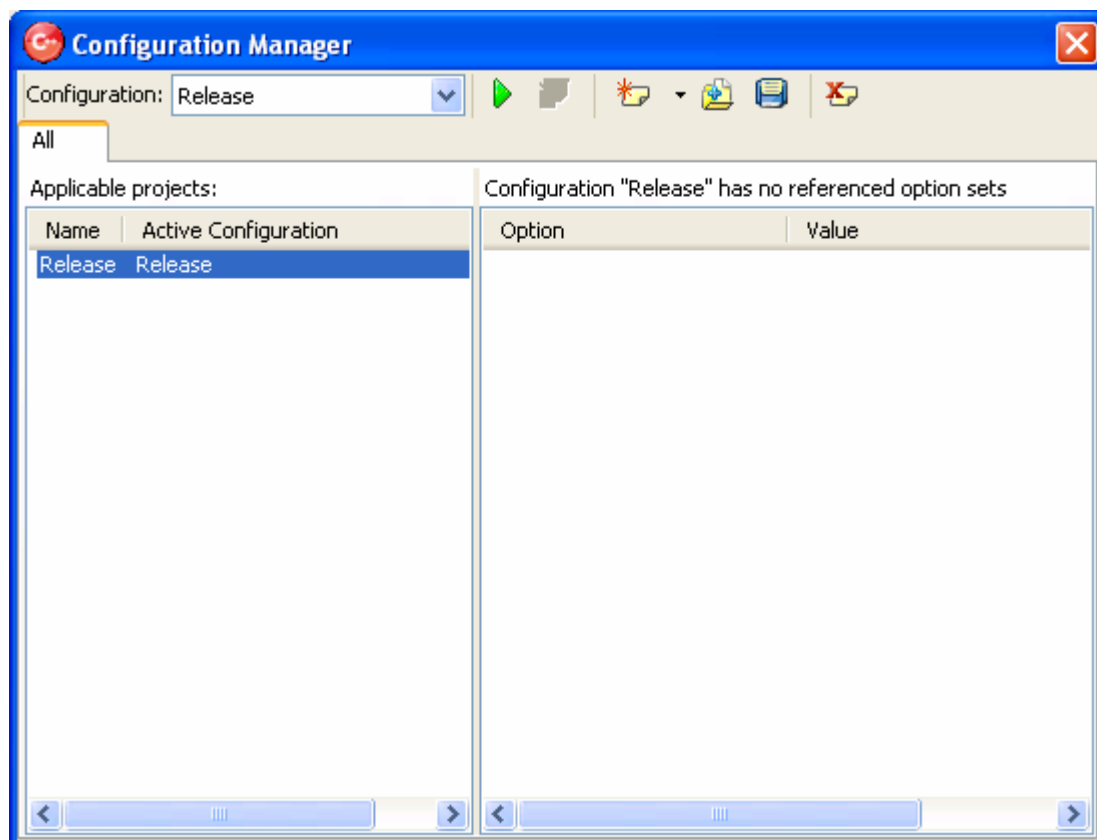 C++ Configuration Manager
Configuration: Release
All
Applicable projects:
Configuration "Release" has no referenced option sets
Name Active Configuration
Option Value
Release Release